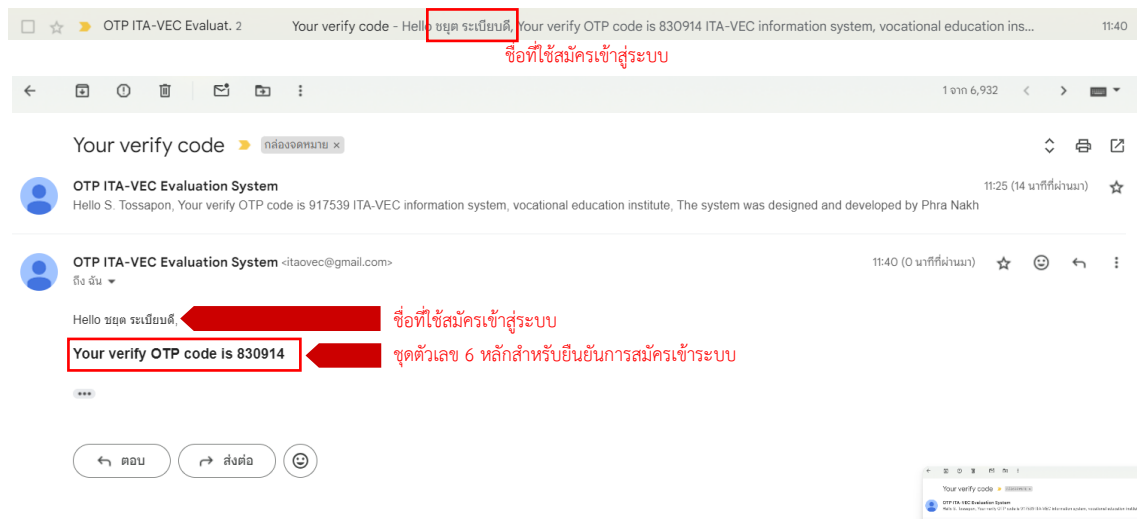 OTP ITA-VEC Evaluat. 2 Your verify code - Hello ชยุต ระเบียบดี, Your verify OTP code is 830914 ITA-VEC information system, vocational education ins... 11:40
ชื่อที่ใช้สมัครเข้าสู่ระบบ
1 จาก 6,932
Your verify code กล่องจดหมาย ×
OTP ITA-VEC Evaluation System 11:25 (14 นาทีที่ผ่านมา)
Hello S. Tossapon, Your verify OTP code is 917539 ITA-VEC information system, vocational education institute, The system was designed and developed by Phra Nakh
OTP ITA-VEC Evaluation System <itaovec@gmail.com> 11:40 (0 นาทีที่ผ่านมา)
ถึง ฉัน
Hello ชยุต ระเบียบดี, ชื่อที่ใช้สมัครเข้าสู่ระบบ
Your verify OTP code is 830914 ชุดตัวเลข 6 หลักสำหรับยืนยันการสมัครเข้าระบบ
ตอบ ส่งต่อ
Your verify code
OTP ITA-VEC Evaluation System